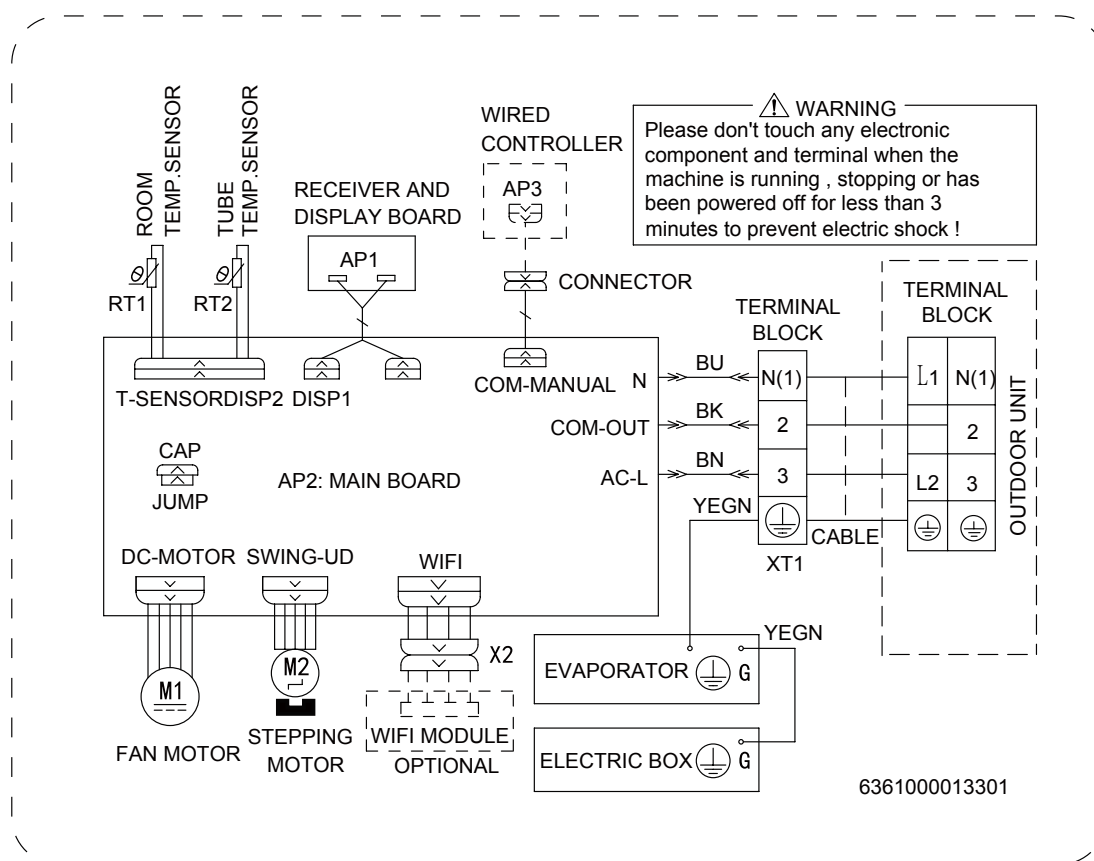 WARNING
Please don't touch any electronic
component and terminal when the
machine is running , stopping or has
been powered off for less than 3
minutes to prevent electric shock !
ROOM
TEMP.SENSOR
TUBE
TEMP.SENSOR
RT1
RT2
RECEIVER AND
DISPLAY BOARD
AP1
WIRED
CONTROLLER
AP3
CONNECTOR
TERMINAL
BLOCK
TERMINAL
BLOCK
T-SENSORDISP2 DISP1
COM-MANUAL
N
BU
N(1)
L1
N(1)
COM-OUT
BK
2
2
AC-L
BN
3
L2
3
OUTDOOR UNIT
YEGN
CABLE
XT1
CAP
JUMP
AP2: MAIN BOARD
DC-MOTOR
SWING-UD
WIFI
X2
M1
M2
FAN MOTOR
STEPPING
MOTOR
WIFI MODULE
OPTIONAL
YEGN
EVAPORATOR
G
ELECTRIC BOX
G
6361000013301